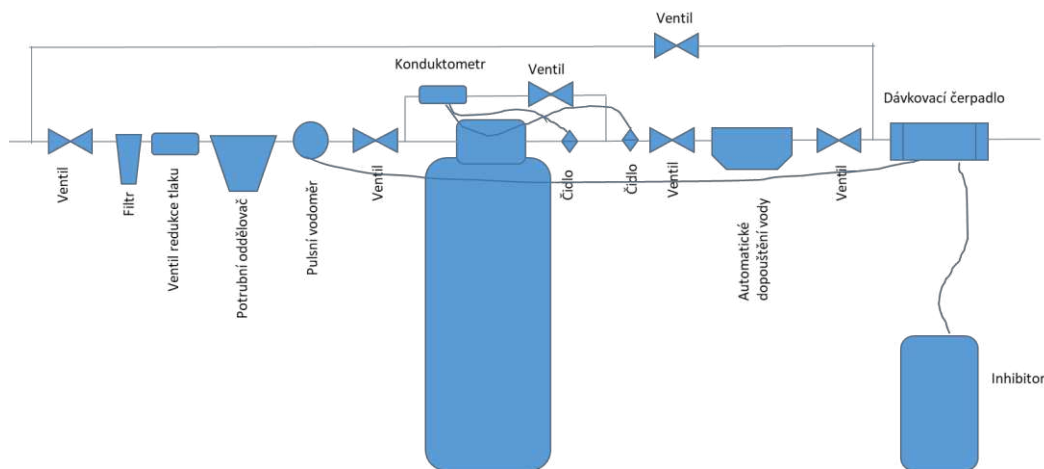 Ventil
Konduktometr
Ventil
Dávkovací čerpadlo
Ventil
Filtr
Ventil redukce tlaku
Potrubní oddělovač
Pulsní vodoměr
Ventil
Čidlo
Čidlo
Ventil
Automatické
dopouštění vody
Ventil
Inhibitor